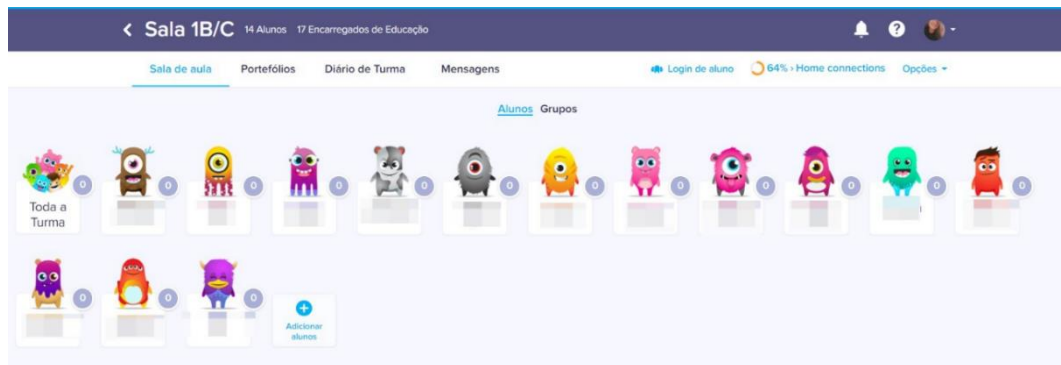 Sala 1B/C 14 Alunos 17 Encarregados de Educação
Sala de aula Portefólios Diário de Turma Mensagens Login de aluno 64% › Home connections Opções
Alunos Grupos
0 0 0 0 0 0 0 0 0 0 0 0
Toda a
Turma
0 0 0
Adicionar
alunos